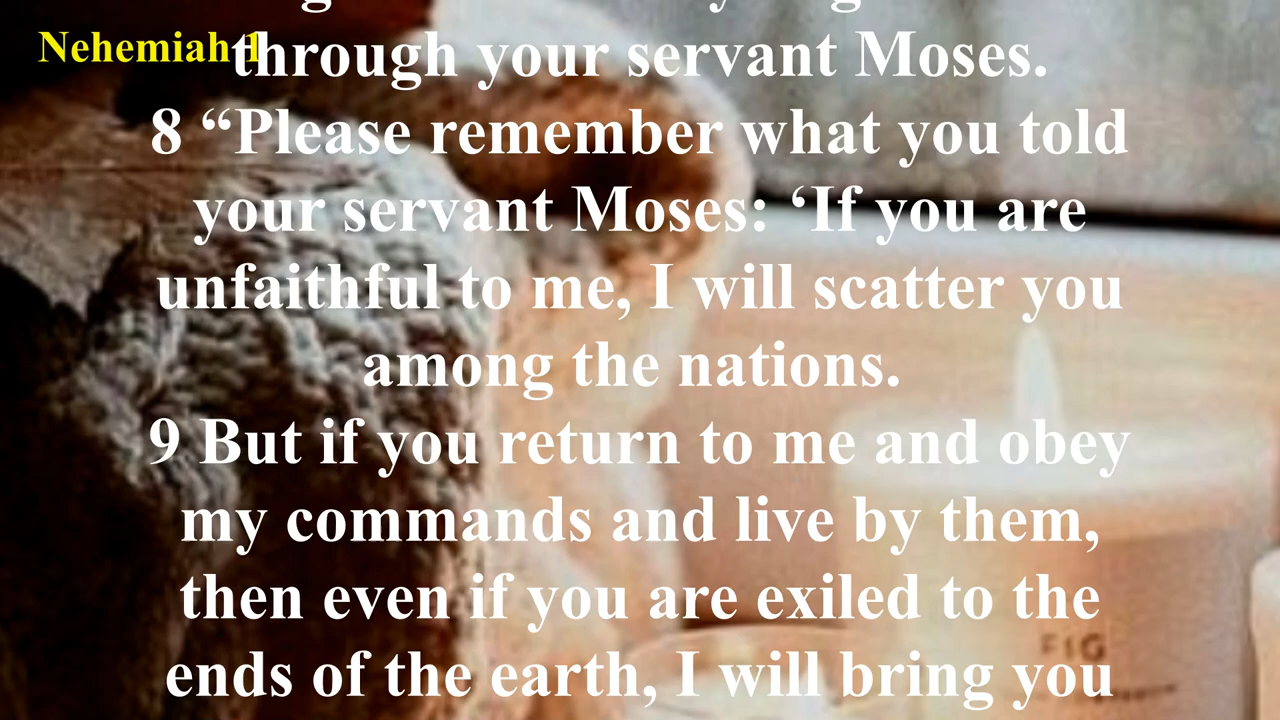 Nehemiah 1
through your servant Moses.
8 “Please remember what you told
your servant Moses: ‘If you are
unfaithful to me, I will scatter you
among the nations.
9 But if you return to me and obey
my commands and live by them,
then even if you are exiled to the
ends of the earth, I will bring you
FIG